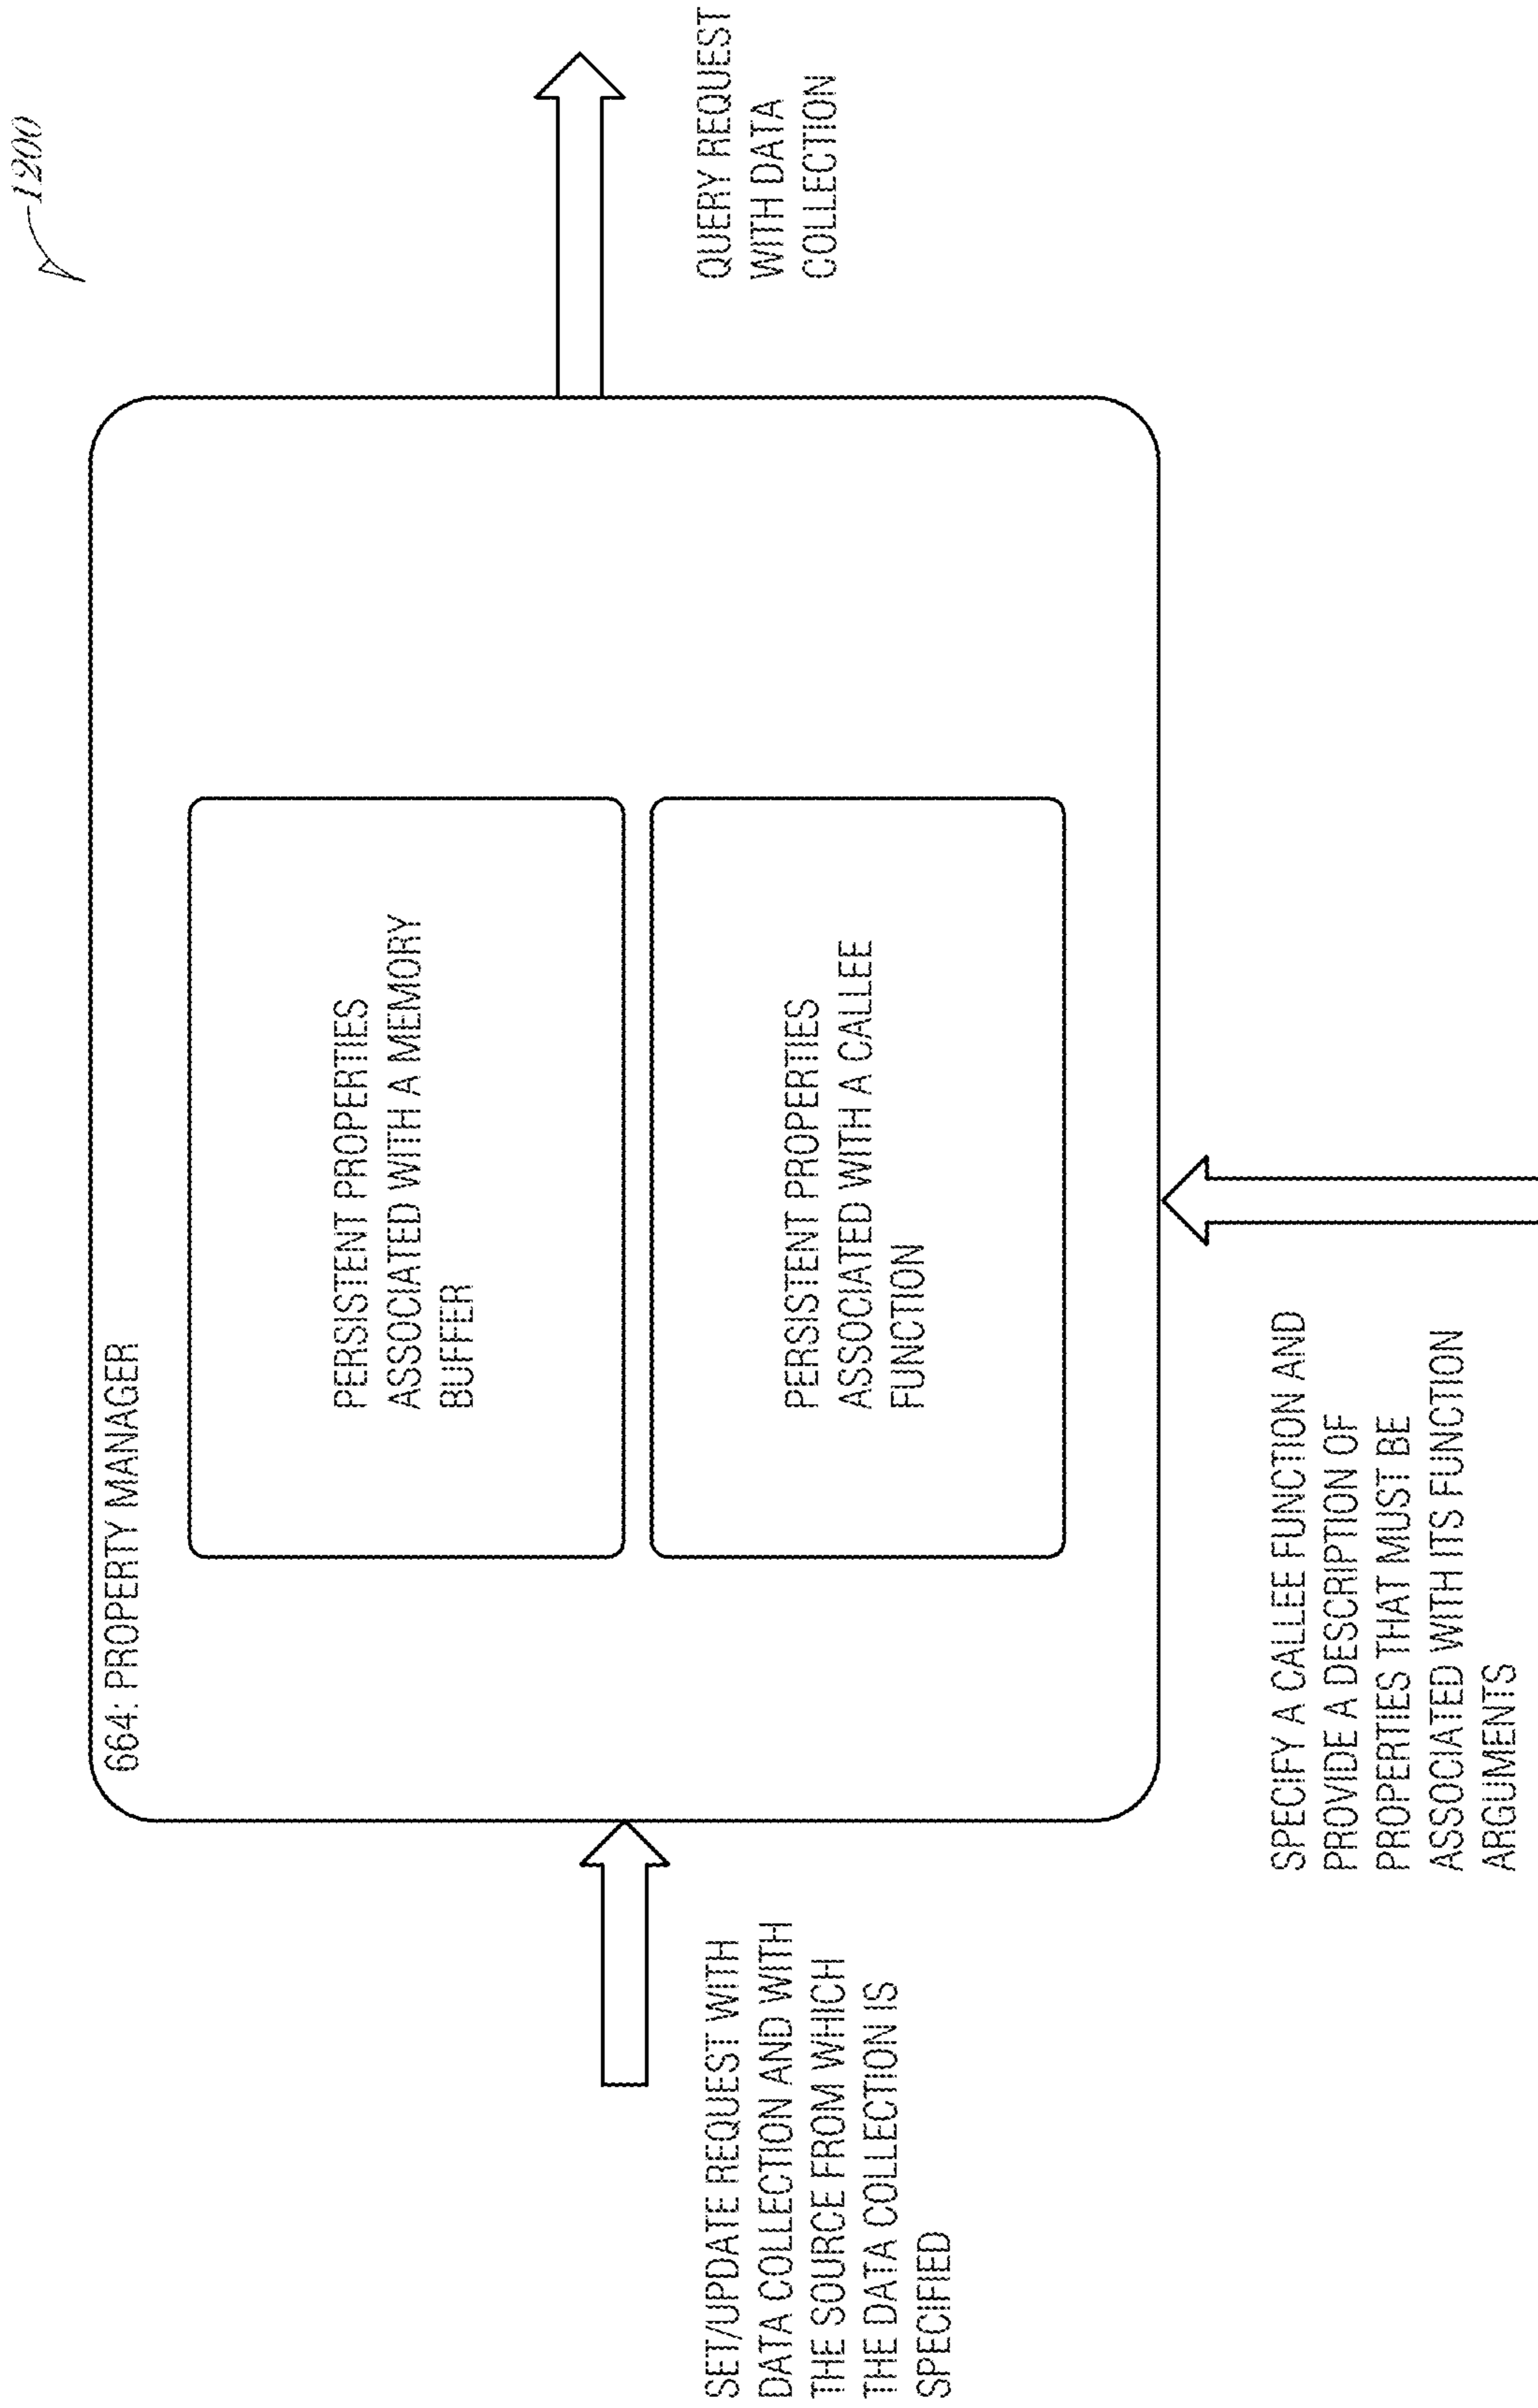 1200
664: PROPERTY MANAGER
PERSISTENT PROPERTIES
ASSOCIATED WITH A MEMORY
BUFFER
PERSISTENT PROPERTIES
ASSOCIATED WITH A CALLEE
FUNCTION
SET/UPDATE REQUEST WITH
DATA COLLECTION AND WITH
THE SOURCE FROM WHICH
THE DATA COLLECTION IS
SPECIFIED
QUERY REQUEST
WITH DATA
COLLECTION
SPECIFY A CALLEE FUNCTION AND
PROVIDE A DESCRIPTION OF
PROPERTIES THAT MUST BE
ASSOCIATED WITH ITS FUNCTION
ARGUMENTS